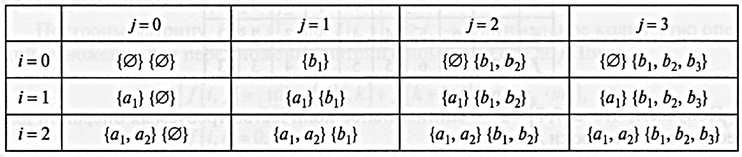 j = 0 j = 1 j = 2 j = 3
i = 0 {∅} {∅} {b₁} {∅} {b₁, b₂} {∅} {b₁, b₂, b₃}
i = 1 {a₁} {∅} {a₁} {b₁} {a₁} {b₁, b₂} {a₁} {b₁, b₂, b₃}
i = 2 {a₁, a₂} {∅} {a₁, a₂} {b₁} {a₁, a₂} {b₁, b₂} {a₁, a₂} {b₁, b₂, b₃}